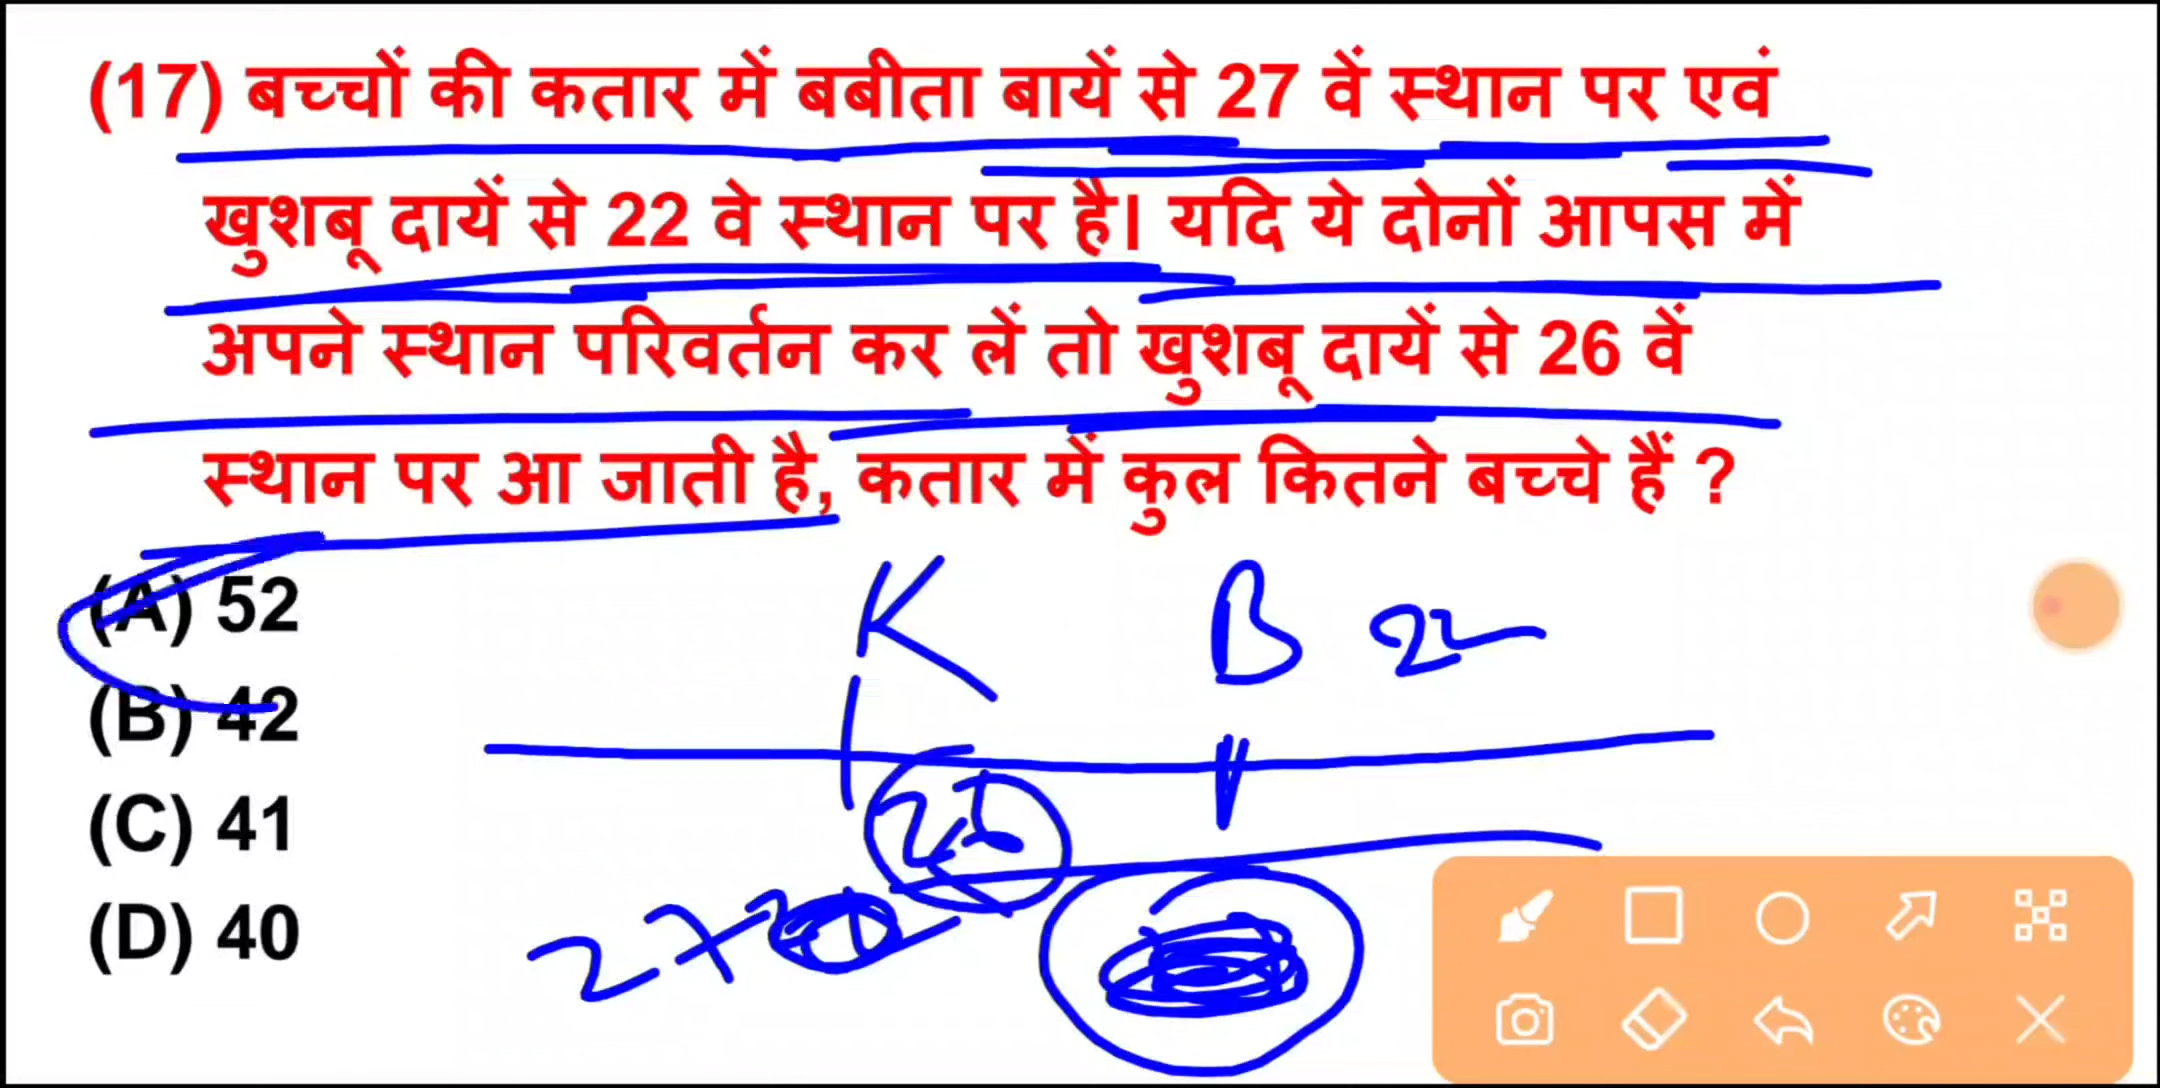 (17) बच्चों की कतार में बबीता बायें से 27 वें स्थान पर एवं
खुशबू दायें से 22 वे स्थान पर है। यदि ये दोनों आपस में
अपने स्थान परिवर्तन कर लें तो खुशबू दायें से 26 वें
स्थान पर आ जाती है, कतार में कुल कितने बच्चे हैं ?
(A) 52
K B 22
(B) 42
(C) 41
27
(D) 40